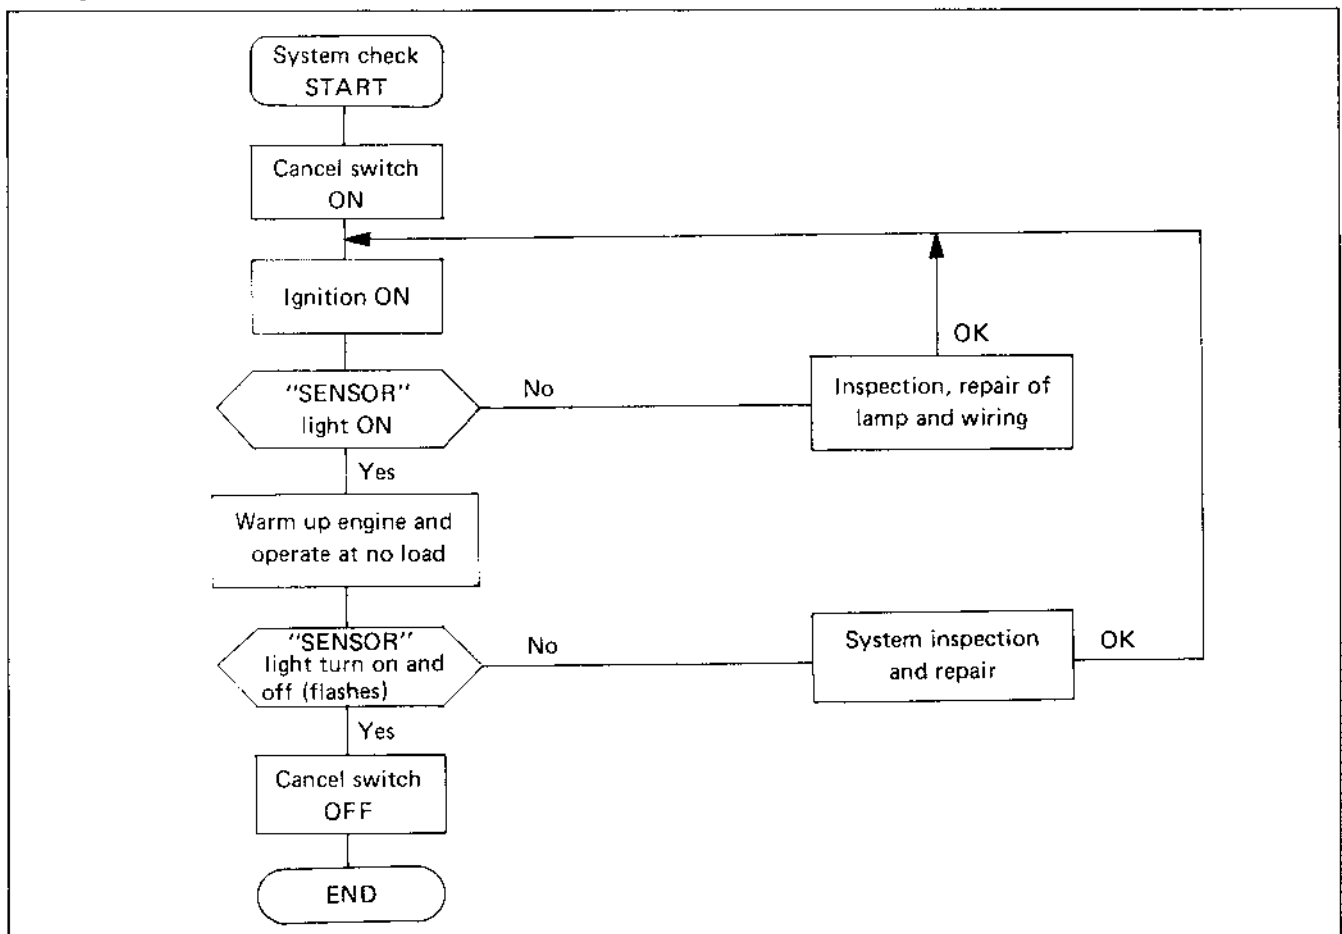 System check
START
Cancel switch
ON
Ignition ON
OK
"SENSOR"
light ON
No
Inspection, repair of
lamp and wiring
Yes
Warm up engine and
operate at no load
"SENSOR"
light turn on and
off (flashes)
No
System inspection
and repair
OK
Yes
Cancel switch
OFF
END